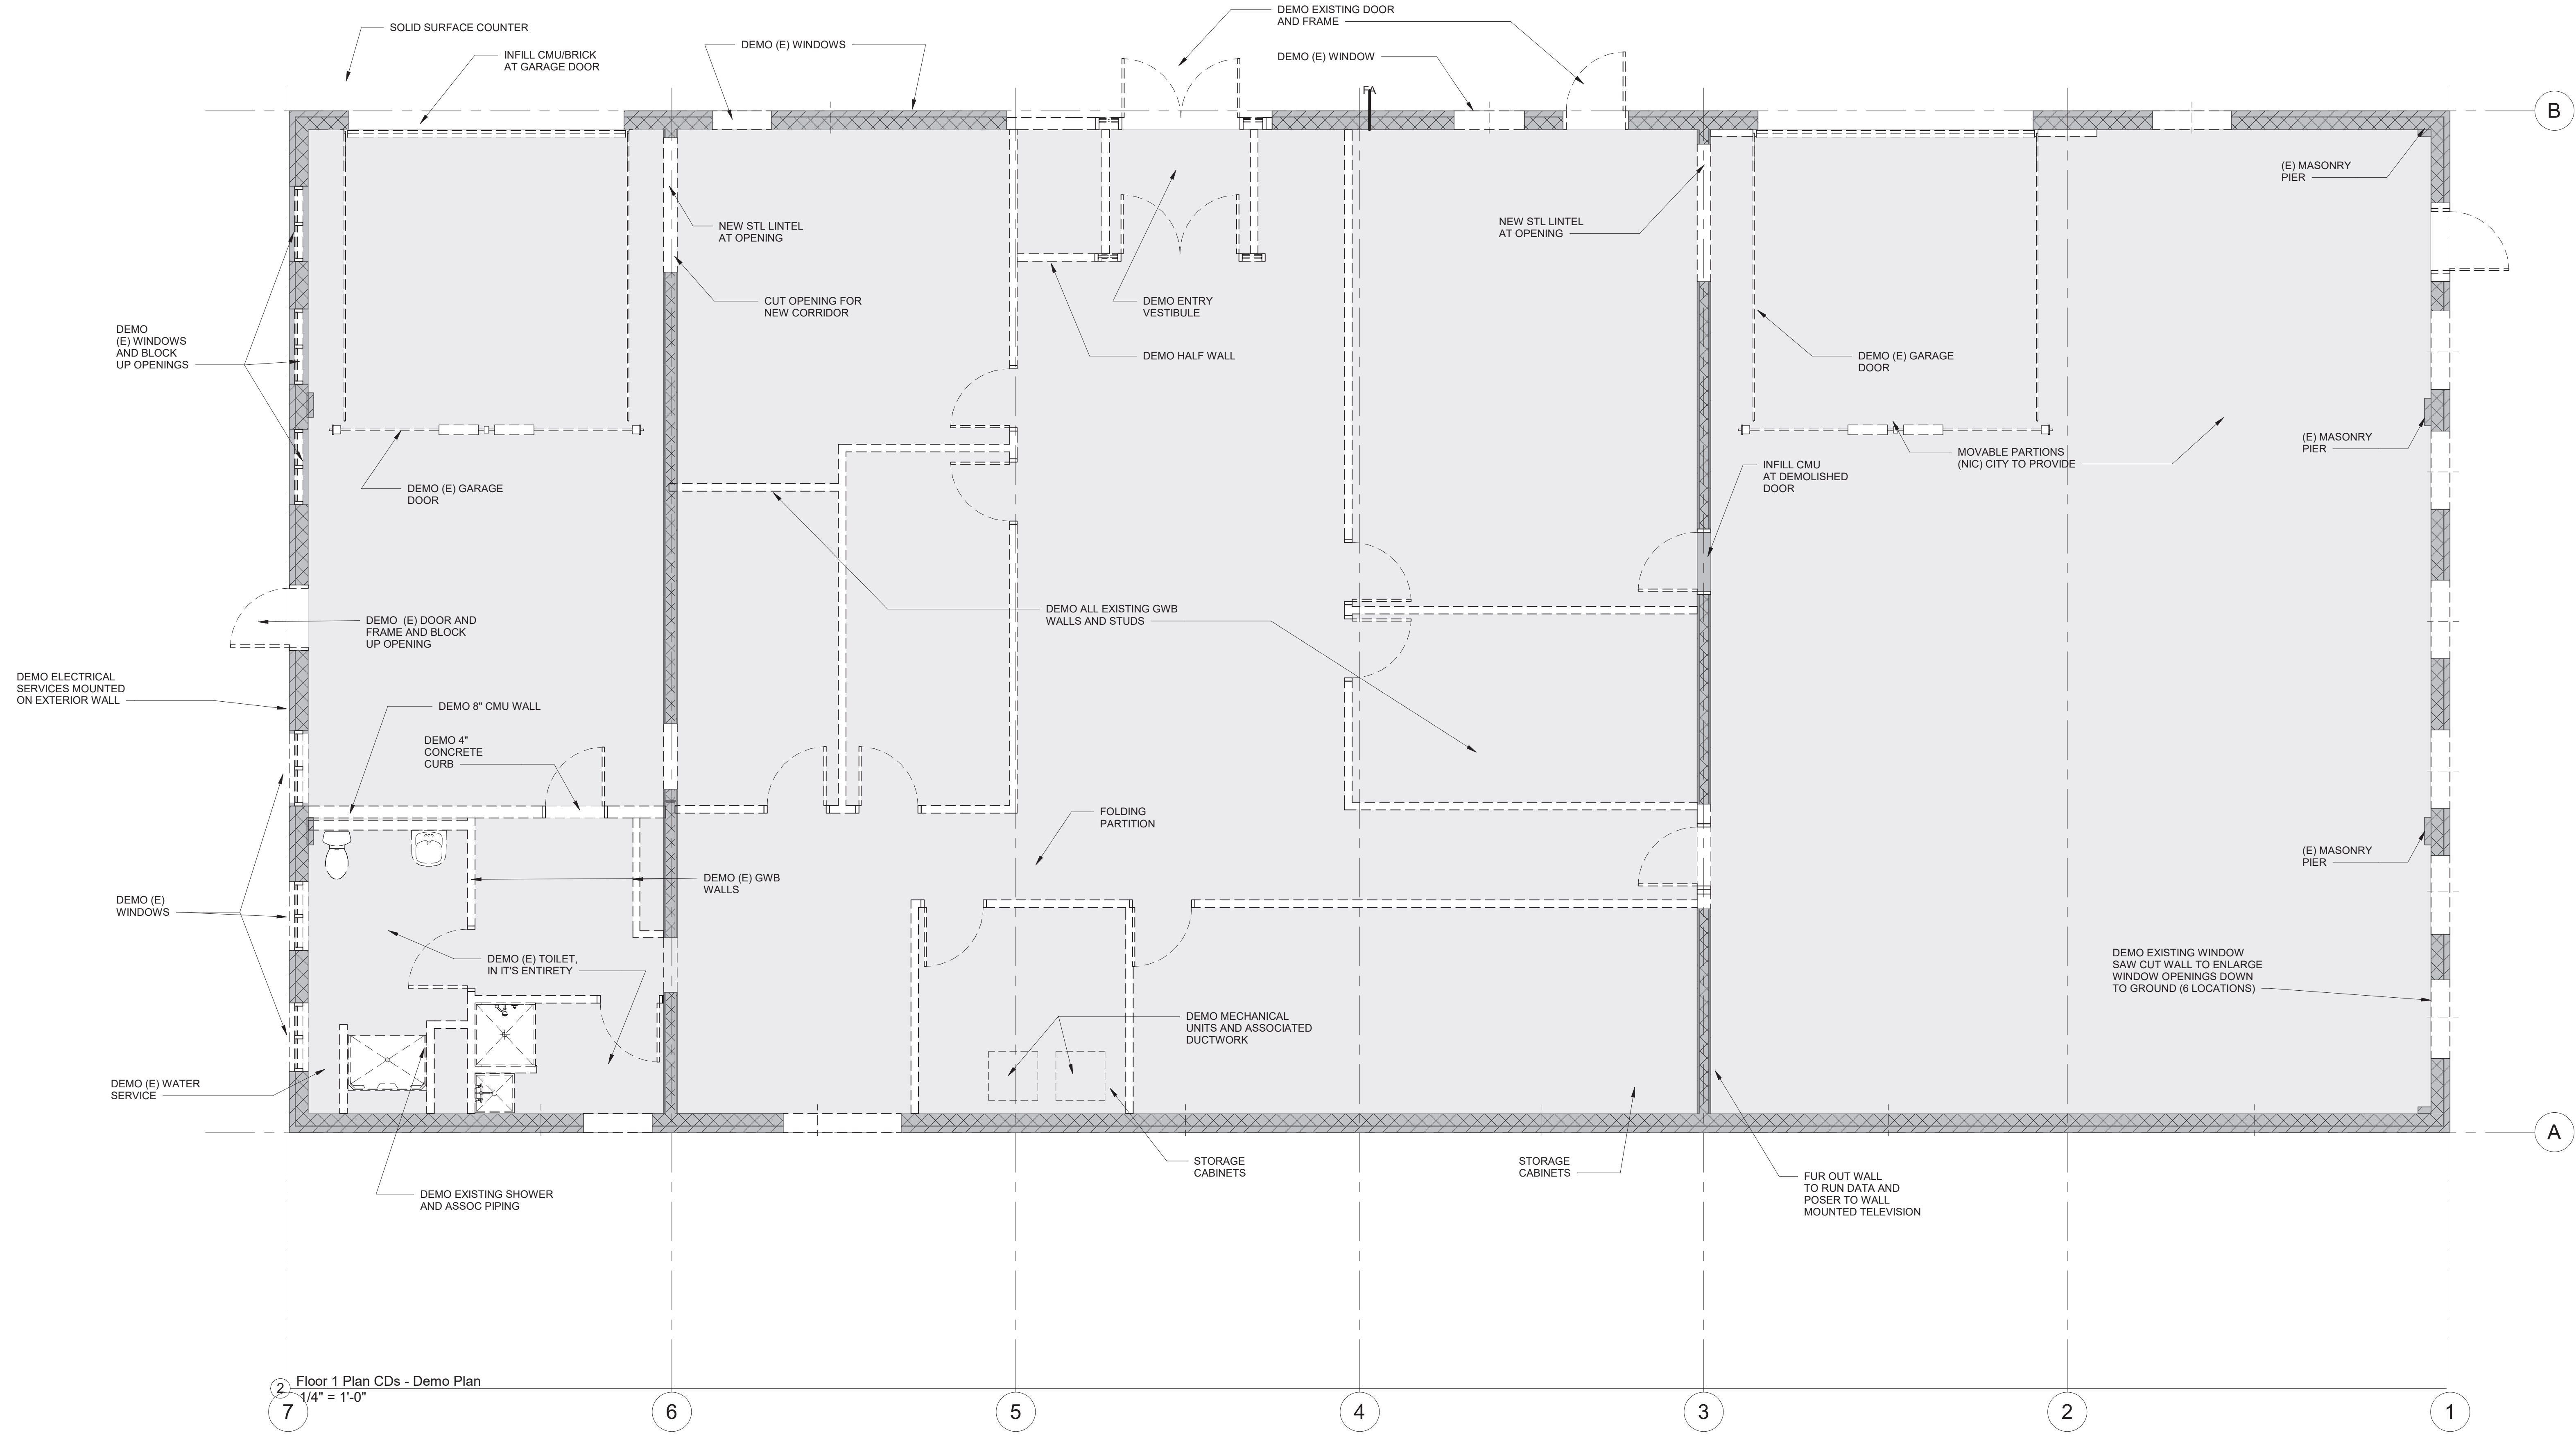 SOLID SURFACE COUNTER
INFILL CMU/BRICK
AT GARAGE DOOR
DEMO (E) WINDOWS
DEMO EXISTING DOOR
AND FRAME
DEMO (E) WINDOW
FA
B
(E) MASONRY
PIER
NEW STL LINTEL
AT OPENING
NEW STL LINTEL
AT OPENING
CUT OPENING FOR
NEW CORRIDOR
DEMO ENTRY
VESTIBULE
DEMO HALF WALL
DEMO
(E) WINDOWS
AND BLOCK
UP OPENINGS
DEMO (E) GARAGE
DOOR
(E) MASONRY
PIER
MOVABLE PARTIONS
(NIC) CITY TO PROVIDE
INFILL CMU
AT DEMOLISHED
DOOR
DEMO (E) GARAGE
DOOR
DEMO ALL EXISTING GWB
WALLS AND STUDS
DEMO  (E) DOOR AND
FRAME AND BLOCK
UP OPENING
DEMO ELECTRICAL
SERVICES MOUNTED
ON EXTERIOR WALL
DEMO 8" CMU WALL
DEMO 4"
CONCRETE
CURB
FOLDING
PARTITION
(E) MASONRY
PIER
DEMO (E) GWB
WALLS
DEMO (E)
WINDOWS
DEMO (E) TOILET,
IN IT'S ENTIRETY
DEMO EXISTING WINDOW
SAW CUT WALL TO ENLARGE
WINDOW OPENINGS DOWN
TO GROUND (6 LOCATIONS)
DEMO MECHANICAL
UNITS AND ASSOCIATED
DUCTWORK
DEMO (E) WATER
SERVICE
A
STORAGE
CABINETS
STORAGE
CABINETS
FUR OUT WALL
TO RUN DATA AND
POSER TO WALL
MOUNTED TELEVISION
DEMO EXISTING SHOWER
AND ASSOC PIPING
2
Floor 1 Plan CDs - Demo Plan
1/4" = 1'-0"
7
6
5
4
3
2
1